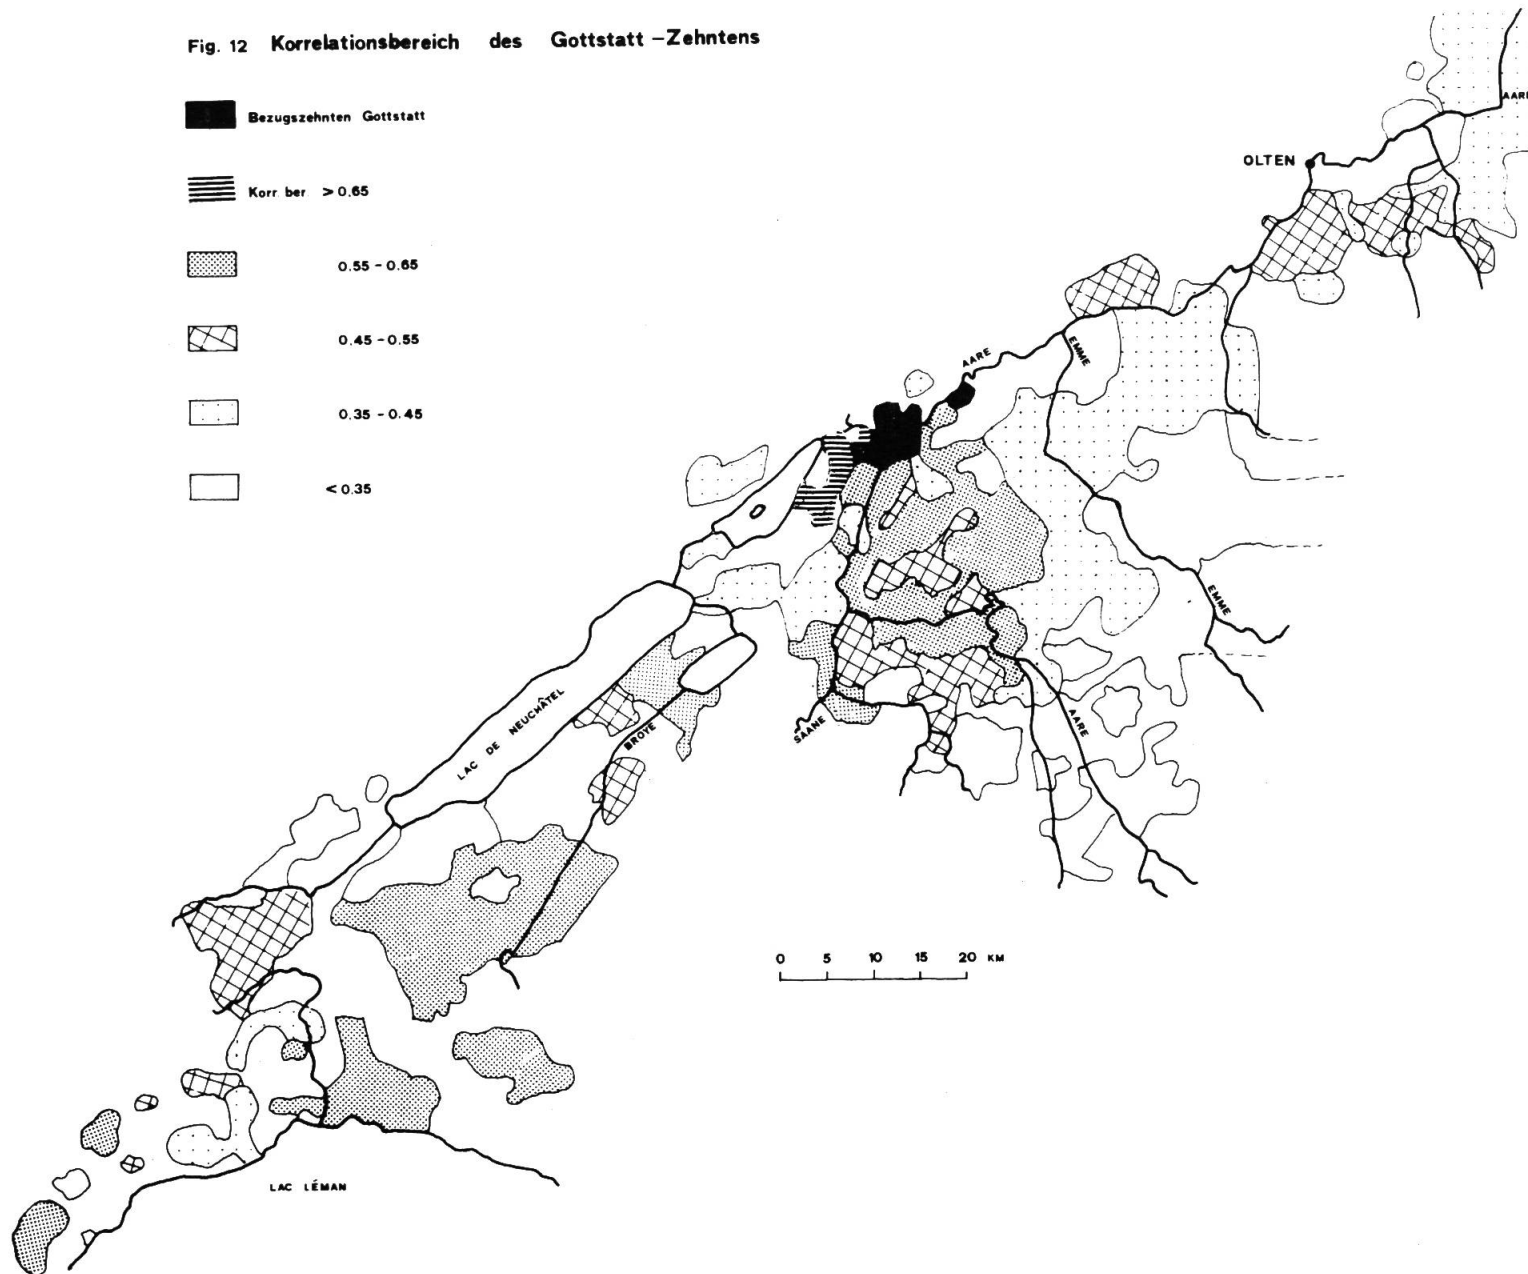 Fig. 12 Korrelationsbereich des Gottstatt – Zehntens
Bezugszehnten Gottstatt
Korr. ber. > 0.65
0.55 – 0.65
0.45 – 0.55
0.35 – 0.45
< 0.35
AARE
OLTEN
AARE
EMME
EMME
LAC DE NEUCHÂTEL
BROYE
SAANE
AARE
0 5 10 15 20 KM
LAC LÉMAN